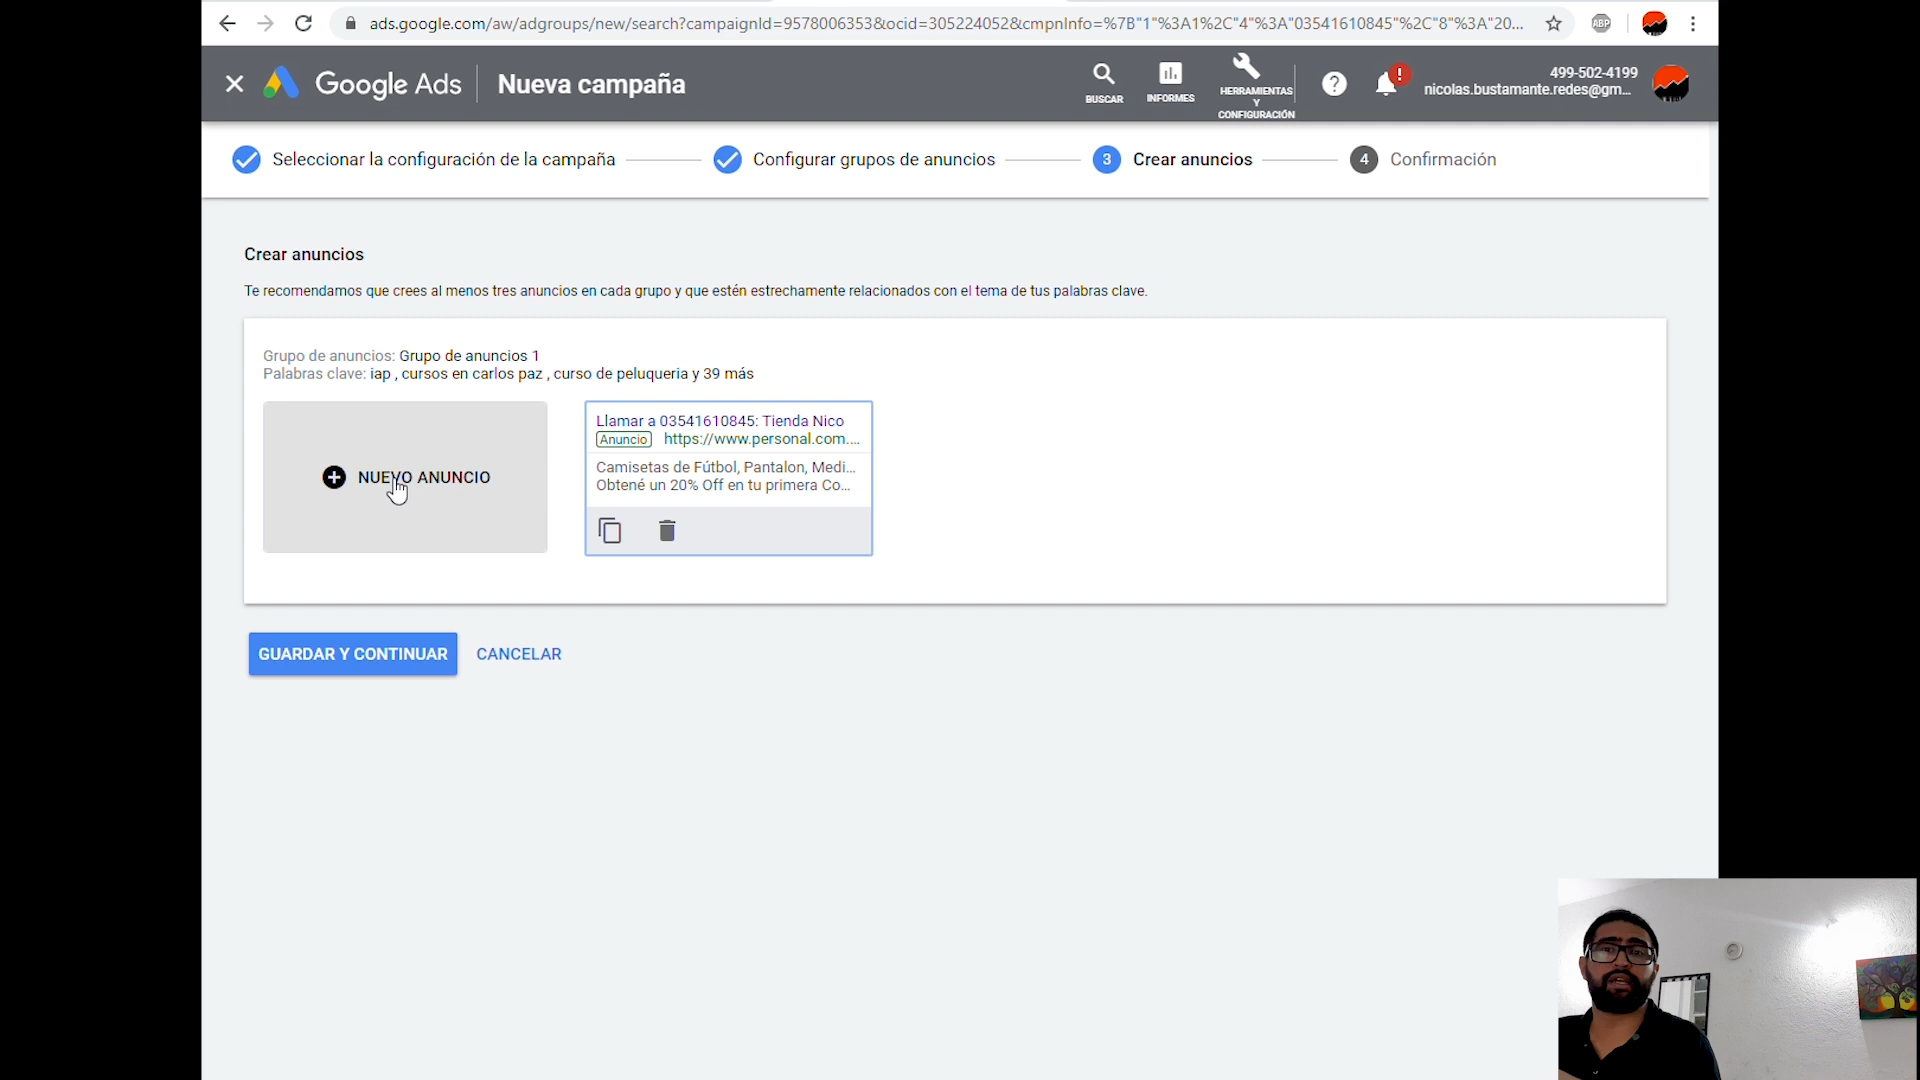 ads.google.com/aw/adgroups/new/search?campaignId=9578006353&ocid=305224052&cmpnInfo=%7B"1"%3A1%2C"4"%3A"03541610845"%2C"8"%3A"20...
ABP
Google Ads
Nueva campaña
BUSCAR
INFORMES
HERRAMIENTAS
Y
CONFIGURACIÓN
?
!
499-502-4199
nicolas.bustamante.redes@gm...
Seleccionar la configuración de la campaña
Configurar grupos de anuncios
3 Crear anuncios
4 Confirmación
Crear anuncios
Te recomendamos que crees al menos tres anuncios en cada grupo y que estén estrechamente relacionados con el tema de tus palabras clave.
Grupo de anuncios: Grupo de anuncios 1
Palabras clave: iap , cursos en carlos paz , curso de peluqueria y 39 más
NUEVO ANUNCIO
Llamar a 03541610845: Tienda Nico
Anuncio https://www.personal.com....
Camisetas de Fútbol, Pantalon, Medi...
Obtené un 20% Off en tu primera Co...
GUARDAR Y CONTINUAR
CANCELAR